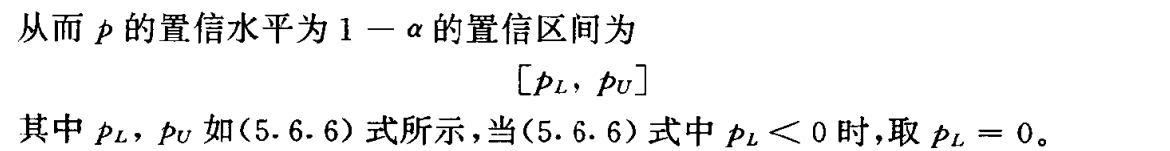 从而 p 的置信水平为 1 − α 的置信区间为
[p_L, p_U]
其中 p_L, p_U 如(5.6.6) 式所示,当(5.6.6) 式中 p_L < 0 时,取 p_L = 0。